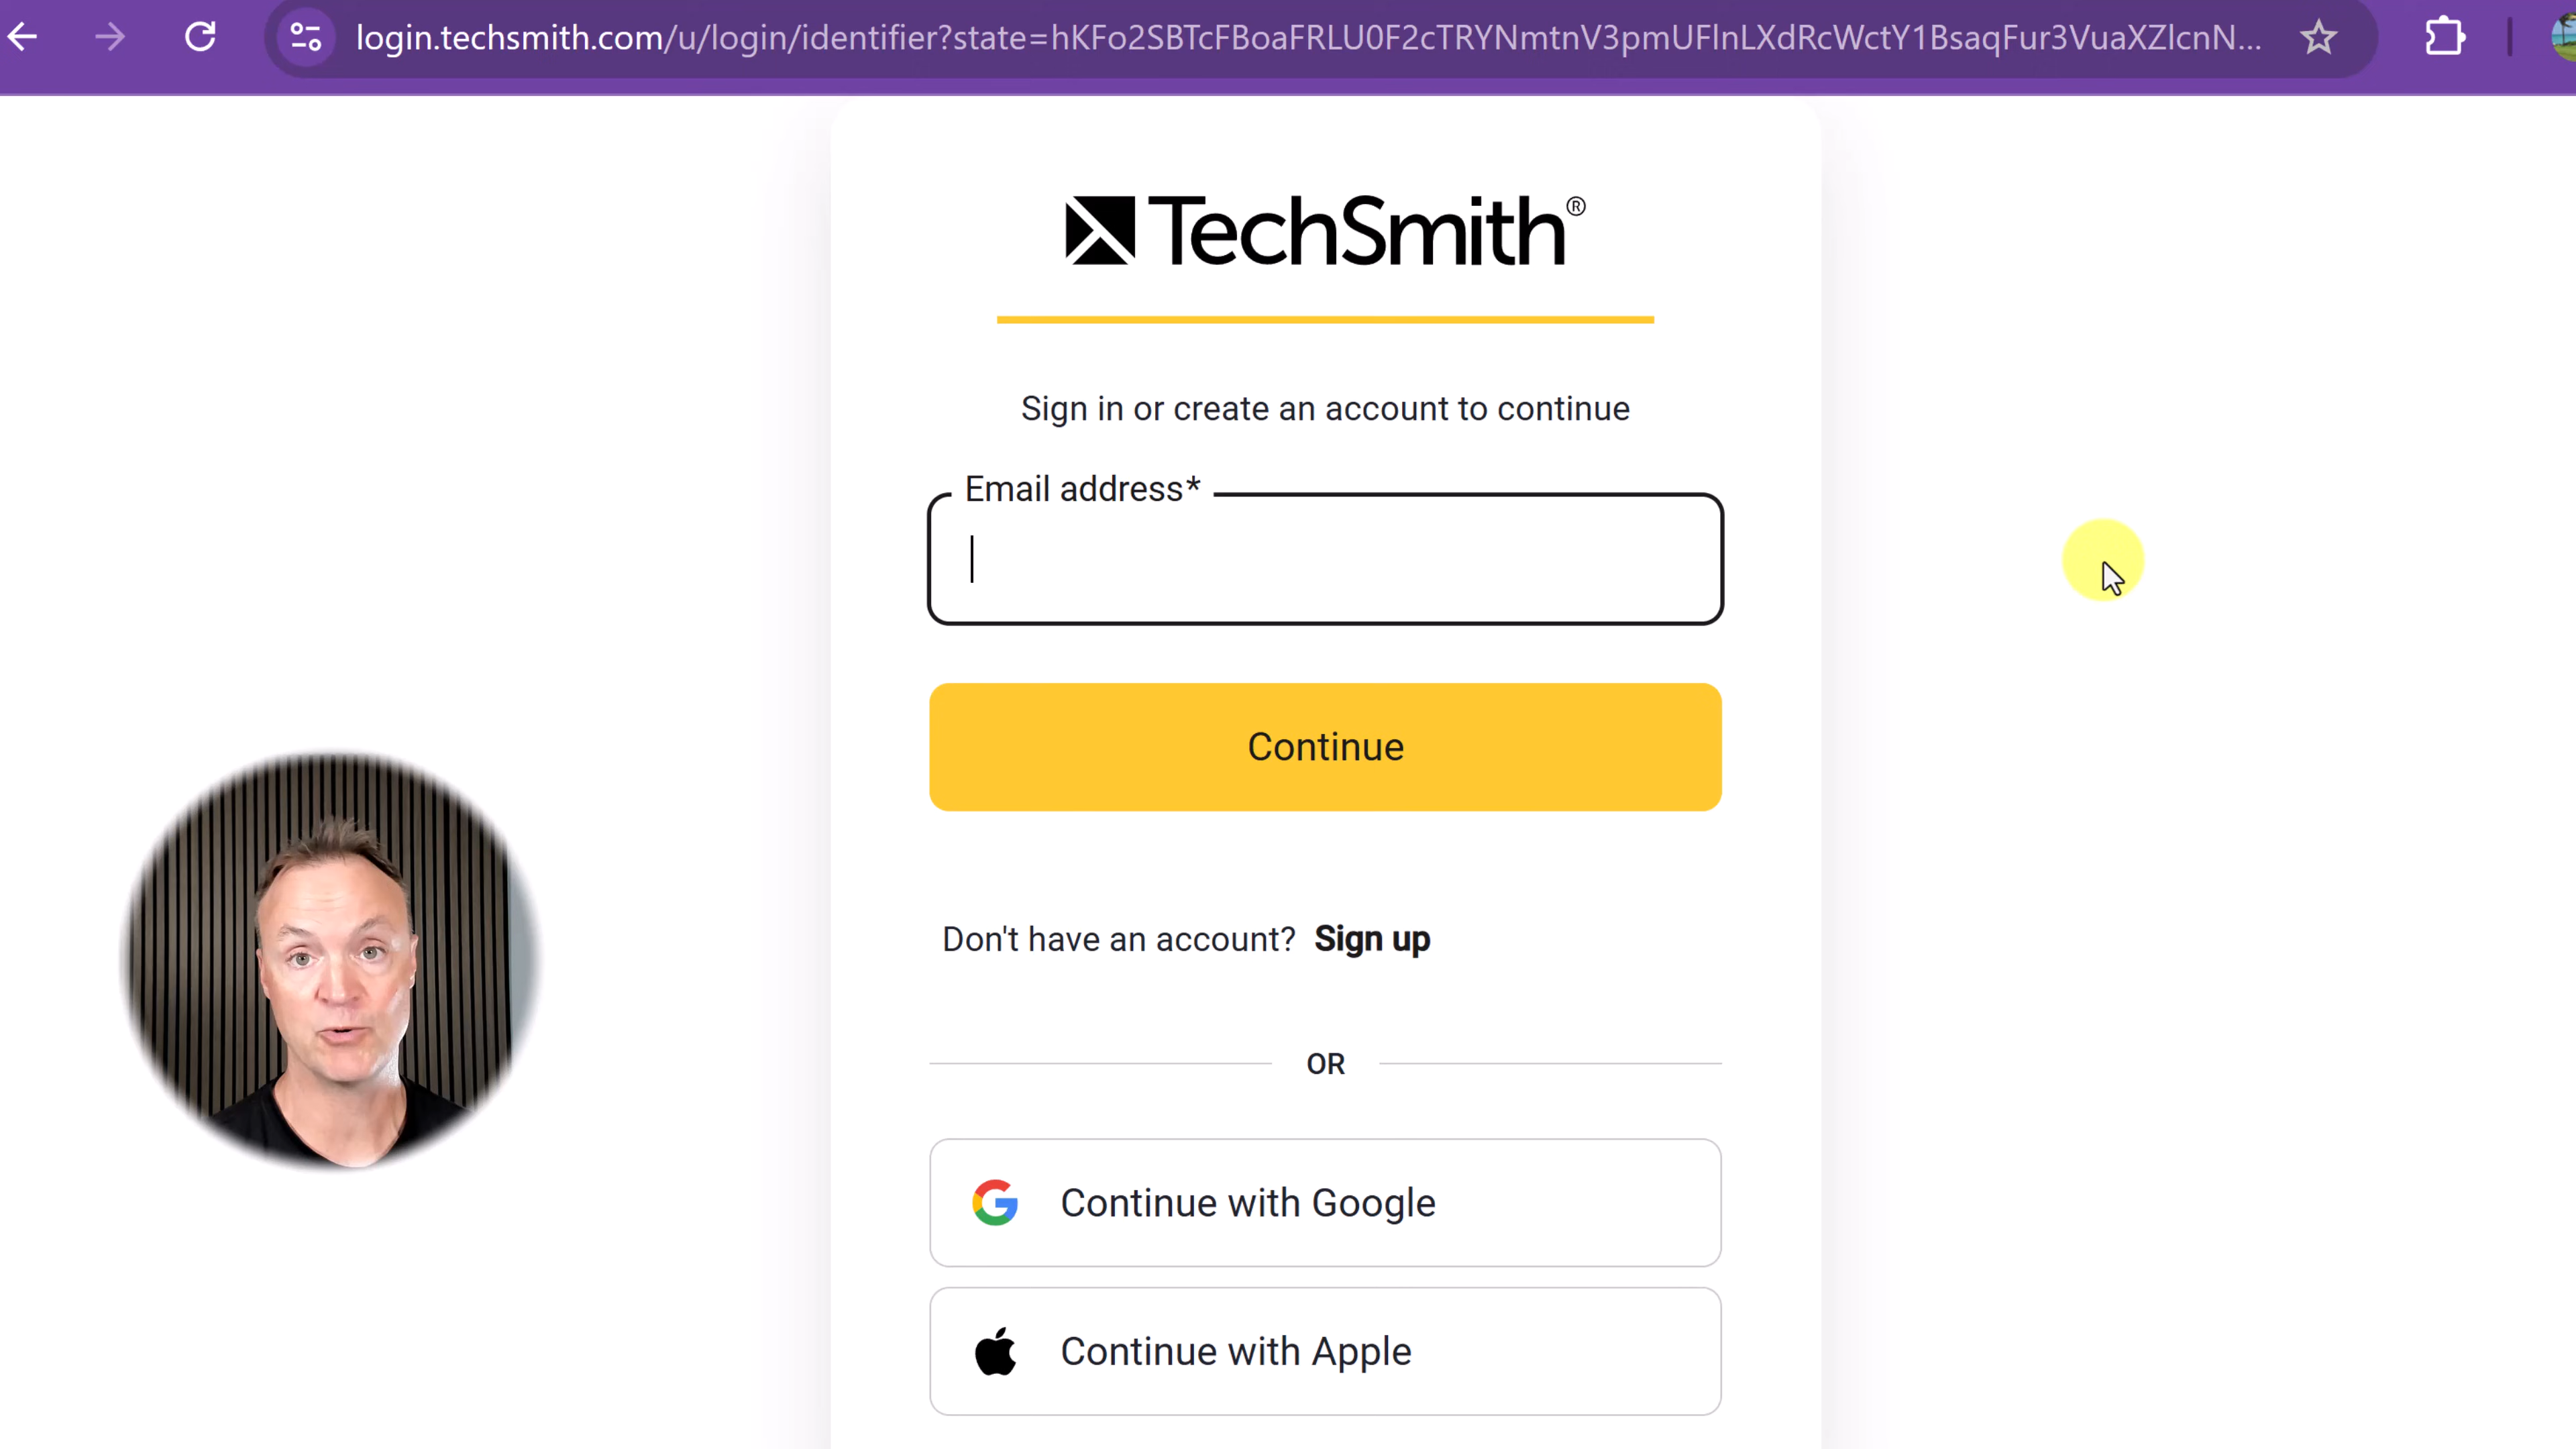 login.techsmith.com/u/login/identifier?state=hKFo2SBTcFBoaFRLU0F2cTRYNmtnV3pmUFlnLXdRcWctY1BsaqFur3VuaXZlcnN...
TechSmith®
Sign in or create an account to continue
Email address*
Continue
Don't have an account? Sign up
OR
Continue with Google
Continue with Apple